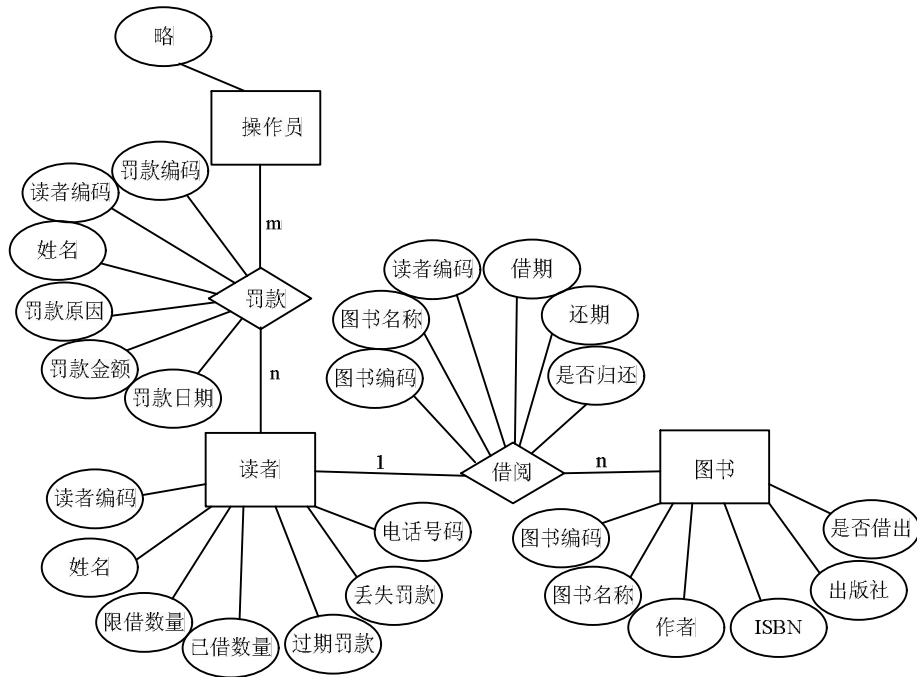 略
操作员
罚款编码
读者编码
m
姓名
读者编码
借期
罚款
罚款原因
图书名称
还期
罚款金额
n
图书编码
是否归还
罚款日期
读者
1
借阅
n
图书
读者编码
电话号码
图书编码
是否借出
姓名
丢失罚款
图书名称
出版社
限借数量
已借数量
过期罚款
作者
ISBN